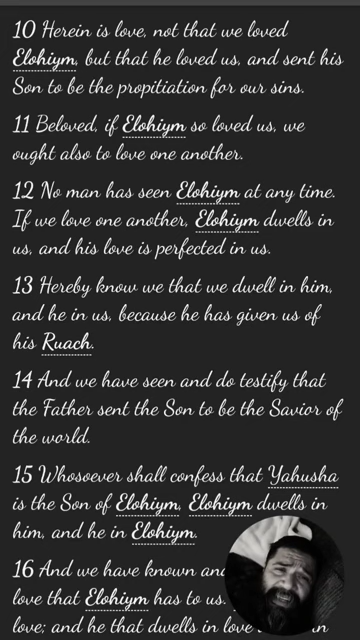 10 Herein is love, not that we loved
Elohiym, but that he loved us, and sent his
Son to be the propitiation for our sins.
11 Beloved, if Elohiym so loved us, we
ought also to love one another.
12 No man has seen Elohiym at any time.
If we love one another, Elohiym dwells in
us, and his love is perfected in us.
13 Hereby know we that we dwell in him,
and he in us, because he has given us of
his Ruach.
14 And we have seen and do testify that
the Father sent the Son to be the Savior of
the world.
15 Whosoever shall confess that Yahusha
is the Son of Elohiym, Elohiym dwells in
him, and he in Elohiym.
16 And we have known
love that Elohiym has to us.
love; and he that dwells in